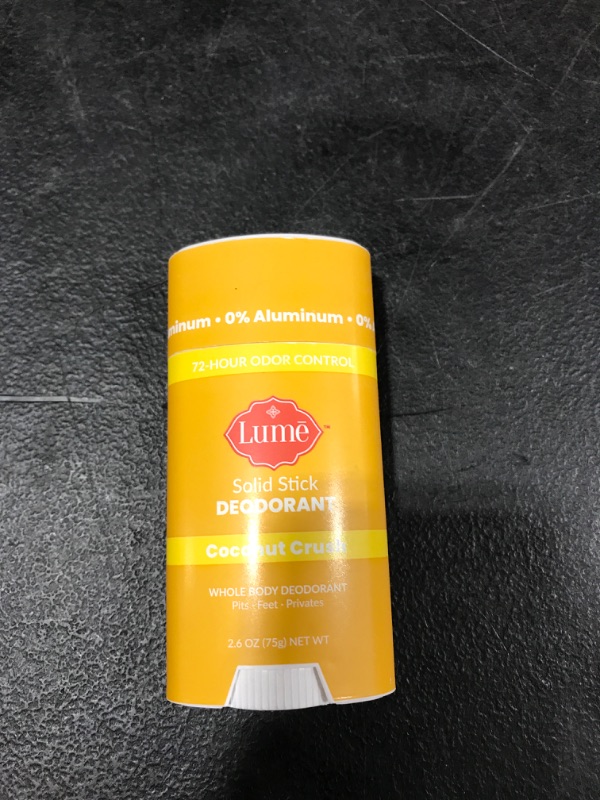 minum • 0% Aluminum • 0%
72-HOUR ODOR CONTROL
Lumē™
Solid Stick
DEODORANT
Coconut Crush
WHOLE BODY DEODORANT
Pits - Feet - Privates
2.6 OZ (75g) NET WT